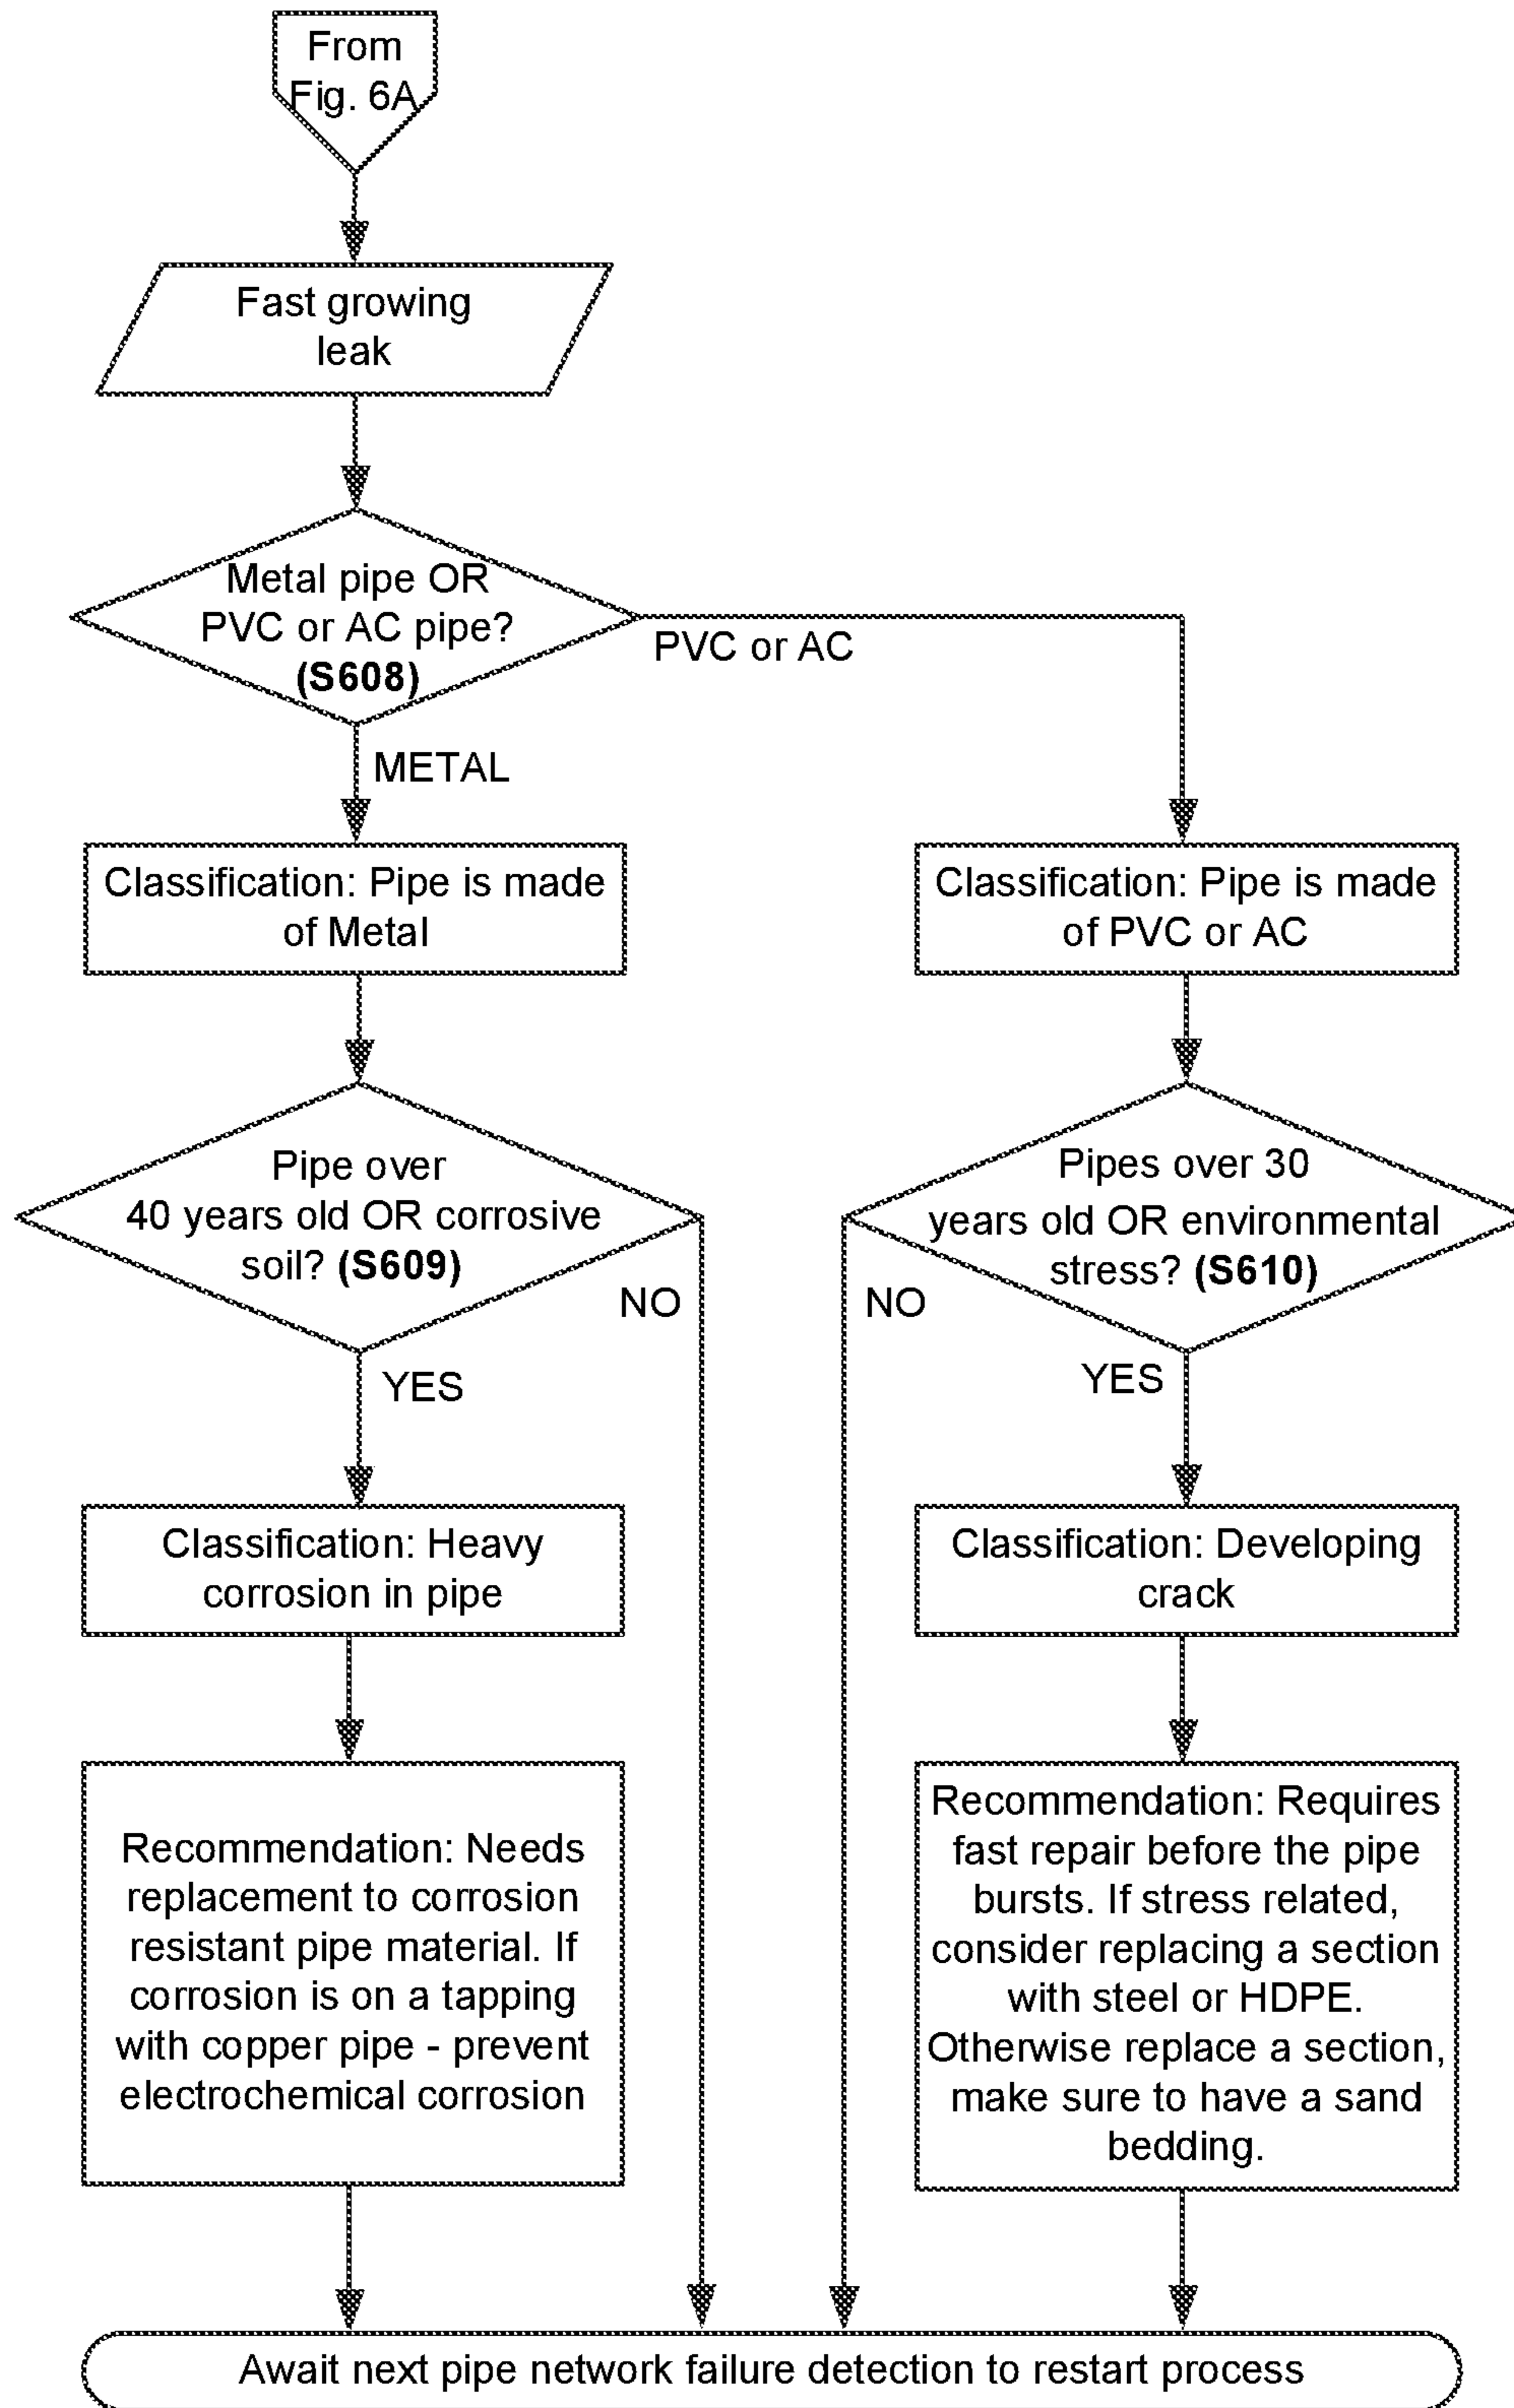 From
Fig. 6A
Fast growing
leak
Metal pipe OR
PVC or AC pipe?
(S608)
PVC or AC
METAL
Classification: Pipe is made
of Metal
Classification: Pipe is made
of PVC or AC
Pipe over
40 years old OR corrosive
soil? (S609)
NO
YES
Pipes over 30
years old OR environmental
stress? (S610)
NO
YES
Classification: Heavy
corrosion in pipe
Classification: Developing
crack
Recommendation: Needs
replacement to corrosion
resistant pipe material. If
corrosion is on a tapping
with copper pipe - prevent
electrochemical corrosion
Recommendation: Requires
fast repair before the pipe
bursts. If stress related,
consider replacing a section
with steel or HDPE.
Otherwise replace a section,
make sure to have a sand
bedding.
Await next pipe network failure detection to restart process